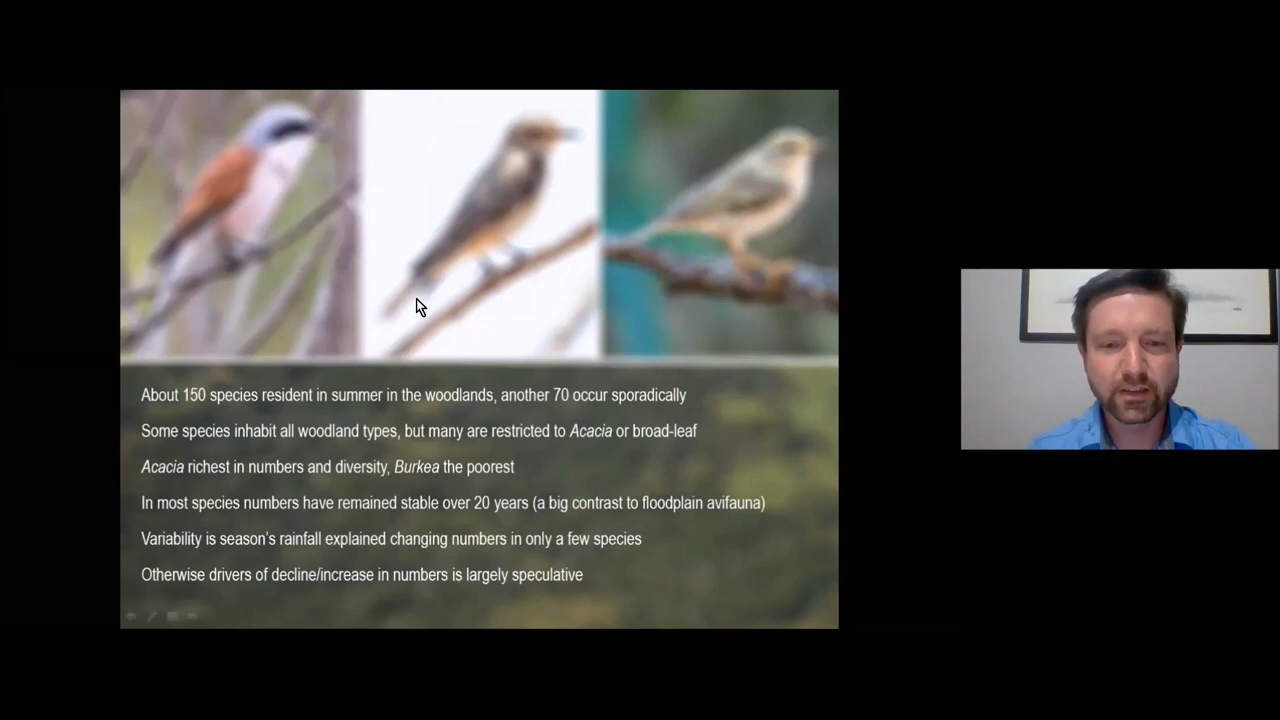 About 150 species resident in summer in the woodlands, another 70 occur sporadically
Some species inhabit all woodland types, but many are restricted to Acacia or broad-leaf
Acacia richest in numbers and diversity, Burkea the poorest
In most species numbers have remained stable over 20 years (a big contrast to floodplain avifauna)
Variability is season's rainfall explained changing numbers in only a few species
Otherwise drivers of decline/increase in numbers is largely speculative